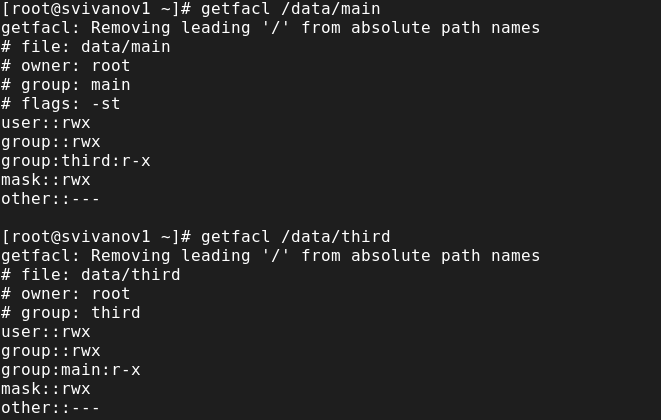 [root@svivanov1 ~]# getfacl /data/main
getfacl: Removing leading '/' from absolute path names
# file: data/main
# owner: root
# group: main
# flags: -st
user::rwx
group::rwx
group:third:r-x
mask::rwx
other::---

[root@svivanov1 ~]# getfacl /data/third
getfacl: Removing leading '/' from absolute path names
# file: data/third
# owner: root
# group: third
user::rwx
group::rwx
group:main:r-x
mask::rwx
other::---